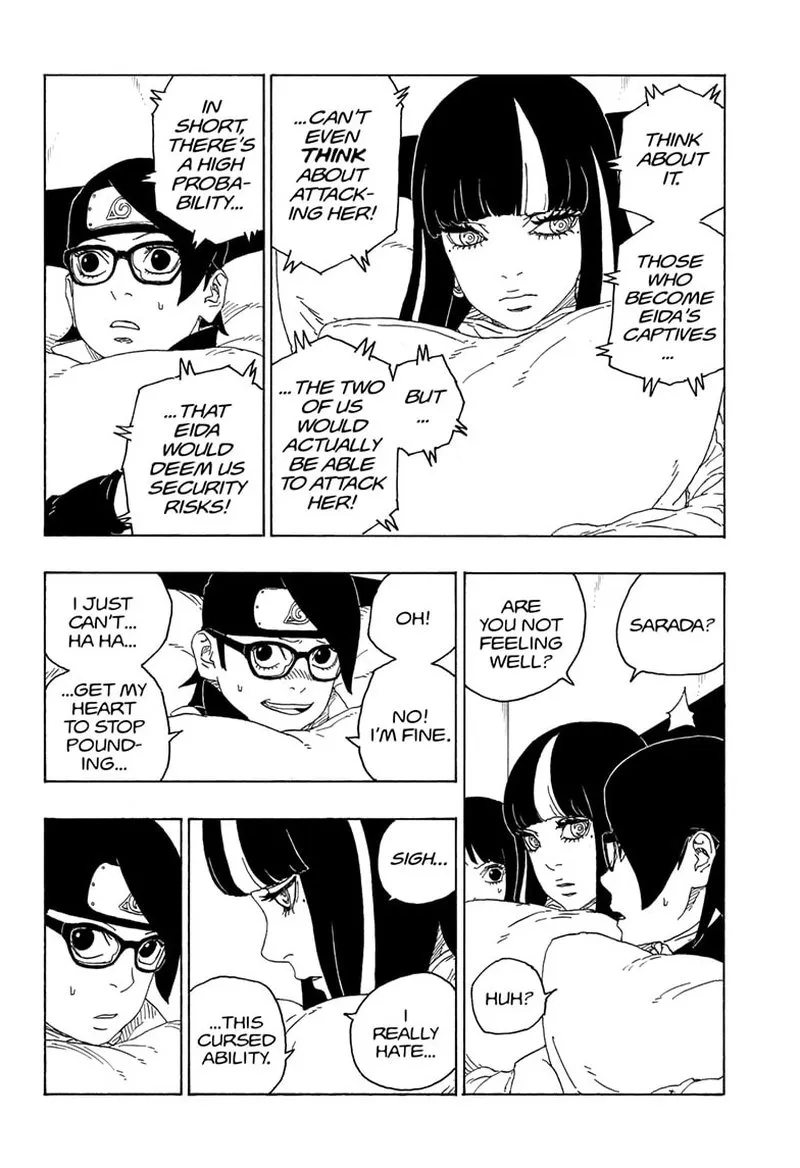 THINK
ABOUT
IT.
THOSE
WHO
BECOME
EIDA'S
CAPTIVES
...
...CAN'T
EVEN
THINK
ABOUT
ATTACK-
ING HER!
BUT
...
...THE TWO
OF US
WOULD
ACTUALLY
BE ABLE
TO ATTACK
HER!
IN
SHORT,
THERE'S
A HIGH
PROBA-
BILITY...
...THAT
EIDA
WOULD
DEEM US
SECURITY
RISKS!
SARADA?
ARE
YOU NOT
FEELING
WELL?
HUH?
OH!
NO!
I'M FINE.
I JUST
CAN'T...
HA HA...
...GET MY
HEART
TO STOP
POUND-
ING...
SIGH...
I
REALLY
HATE...
...THIS
CURSED
ABILITY.